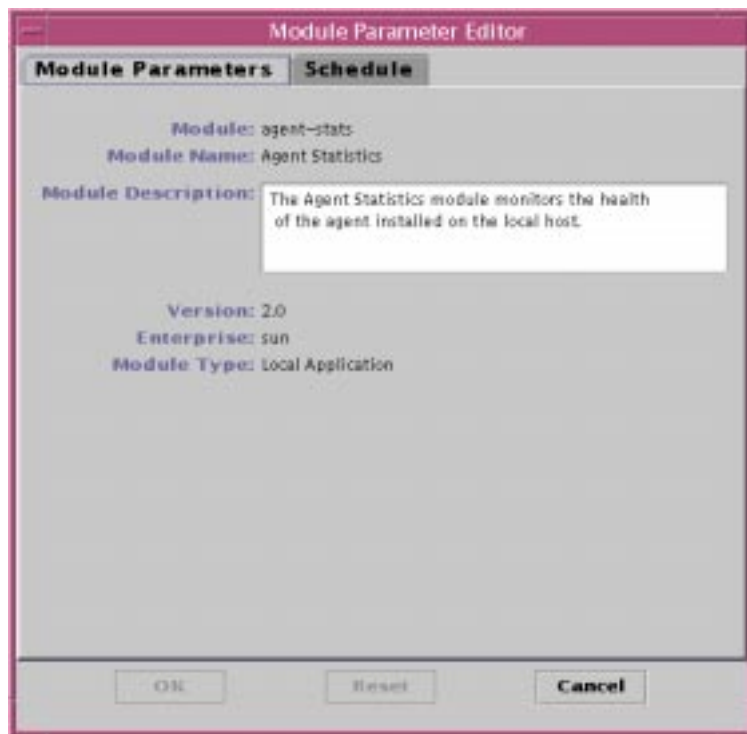 Module Parameter Editor
Module Parameters Schedule
Module: agent-stats
Module Name: Agent Statistics
Module Description: The Agent Statistics module monitors the health
of the agent installed on the local host.
Version: 2.0
Enterprise: sun
Module Type: Local Application
OK Reset Cancel